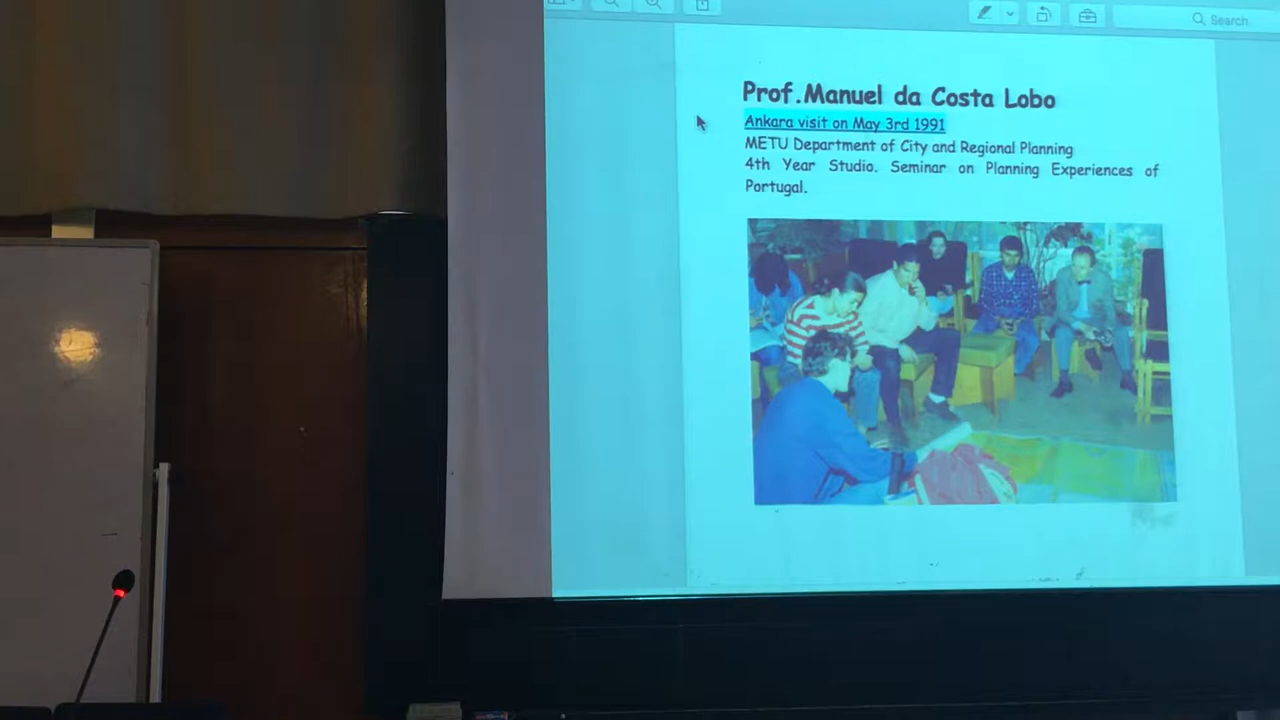 Search
Prof.Manuel da Costa Lobo
Ankara visit on May 3rd 1991
METU Department of City and Regional Planning
4th Year Studio. Seminar on Planning Experiences of
Portugal.